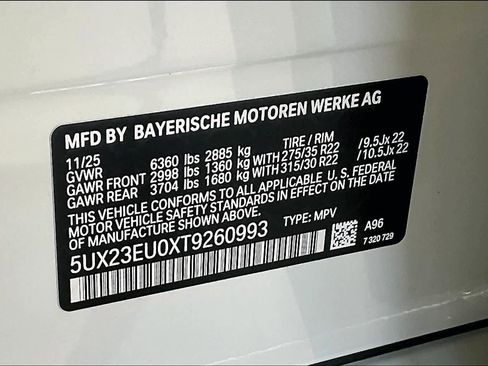 MFD BY BAYERISCHE MOTOREN WERKE AG
11/25 TIRE / RIM
GVWR 6360 lbs 2885 kg
GAWR FRONT 2998 lbs 1360 kg WITH 275/35 R22 / 9.5Jx 22
GAWR REAR 3704 lbs 1680 kg WITH 315/30 R22 / 10.5Jx 22
THIS VEHICLE CONFORMS TO ALL APPLICABLE U. S. FEDERAL
MOTOR VEHICLE SAFETY STANDARDS IN EFFECT ON THE DATE
OF MANUFACTURE SHOWN ABOVE.
5UX23EU0XT9260993 TYPE: MPV A96
7 320 729